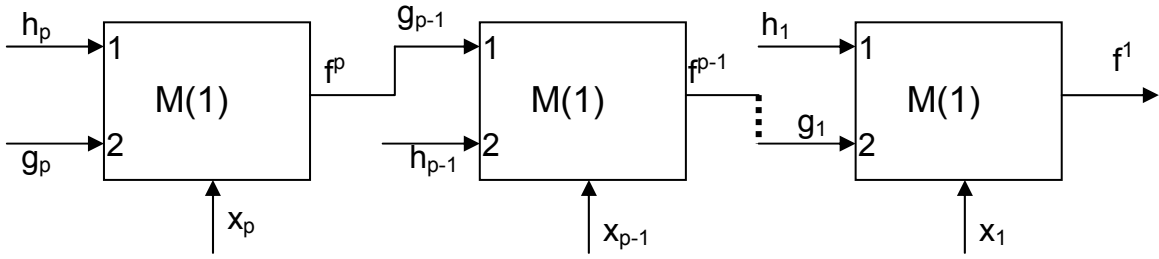 h_p 1 M(1) g_p 2 x_p f^p
g_{p-1} 1 M(1) h_{p-1} 2 x_{p-1} f^{p-1}
h_1 1 M(1) g_1 2 x_1 f^1